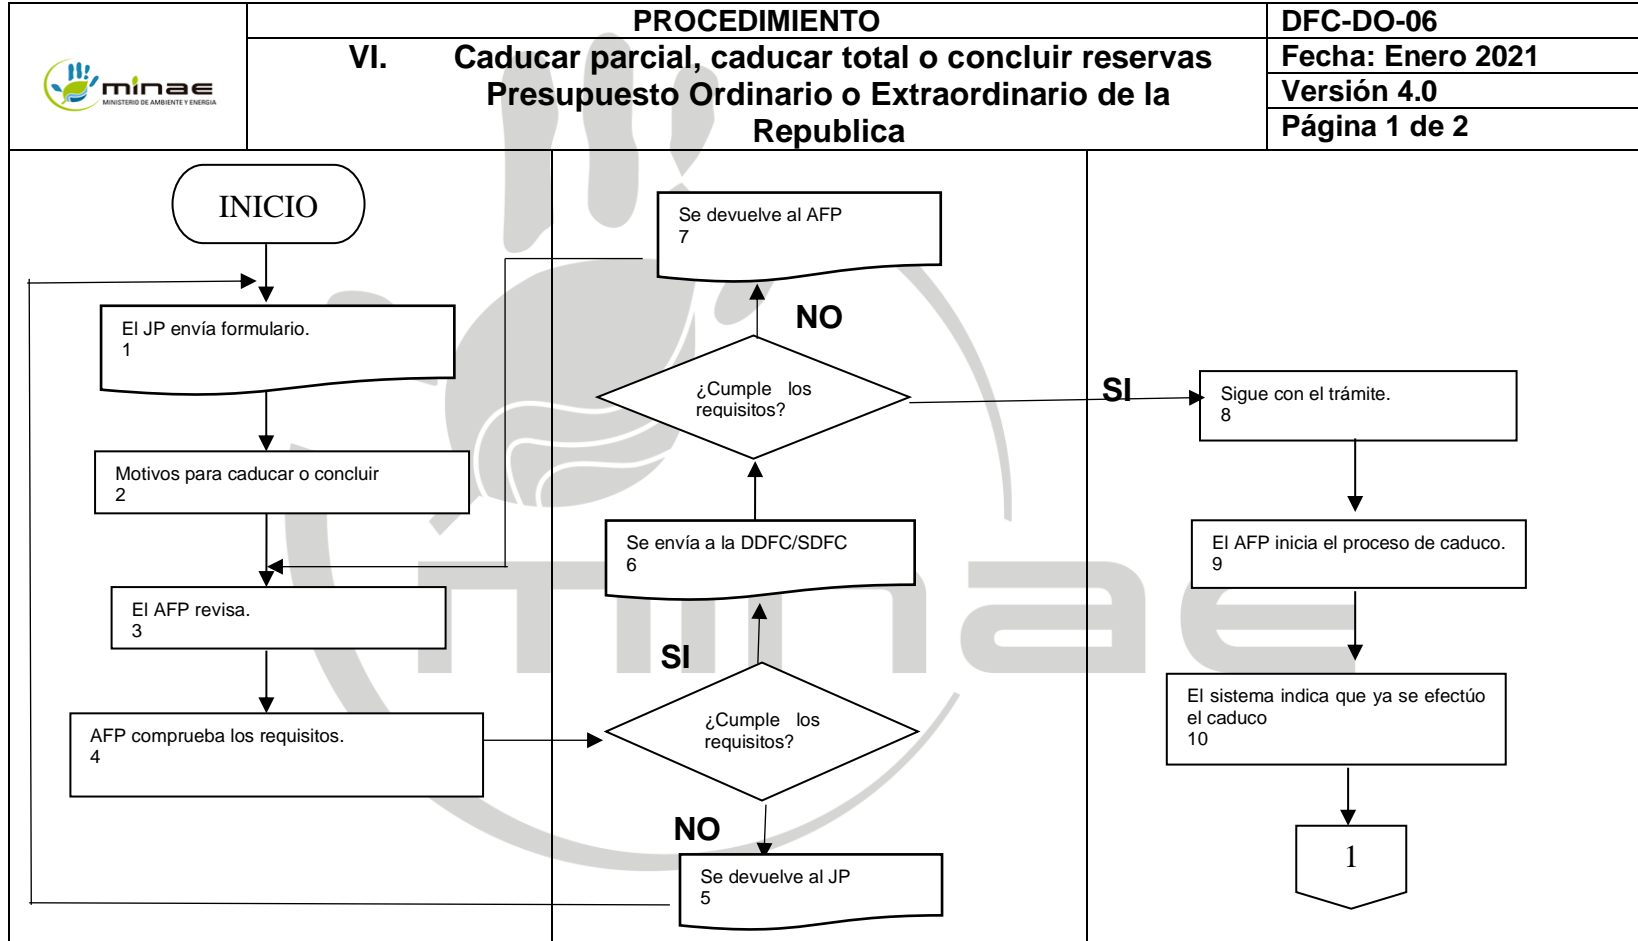 minae
MINISTERIO DE AMBIENTE Y ENERGIA
PROCEDIMIENTO
VI. Caducar parcial, caducar total o concluir reservas
Presupuesto Ordinario o Extraordinario de la
Republica
DFC-DO-06
Fecha: Enero 2021
Versión 4.0
Página 1 de 2
INICIO
El JP envía formulario.
1
Motivos para caducar o concluir
2
El AFP revisa.
3
AFP comprueba los requisitos.
4
Se devuelve al AFP
7
NO
¿Cumple los
requisitos?
SI
Se envía a la DDFC/SDFC
6
SI
¿Cumple los
requisitos?
NO
Se devuelve al JP
5
Sigue con el trámite.
8
El AFP inicia el proceso de caduco.
9
El sistema indica que ya se efectúo
el caduco
10
1
minae